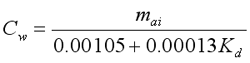 C_w = m_ai / (0.00105 + 0.00013K_d)